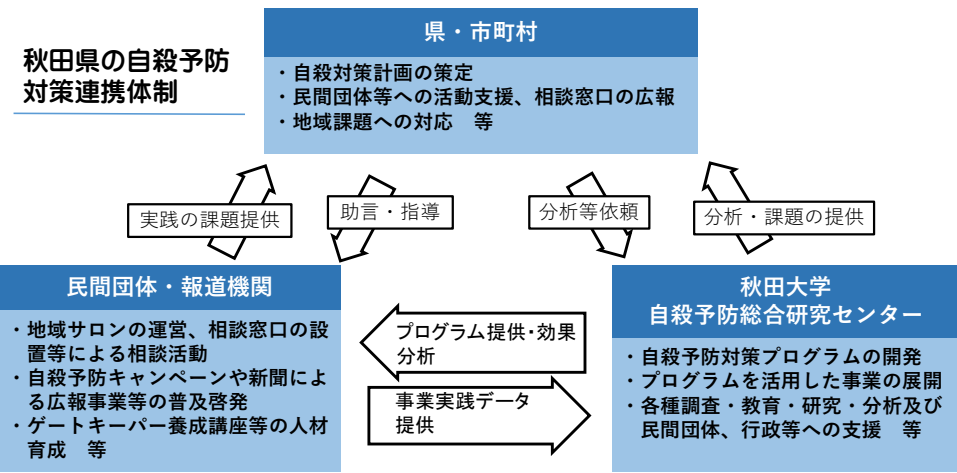 秋田県の自殺予防
対策連携体制
県・市町村
・自殺対策計画の策定
・民間団体等への活動支援、相談窓口の広報
・地域課題への対応　等
実践の課題提供
助言・指導
分析等依頼
分析・課題の提供
民間団体・報道機関
・地域サロンの運営、相談窓口の設
置等による相談活動
・自殺予防キャンペーンや新聞によ
る広報事業等の普及啓発
・ゲートキーパー養成講座等の人材
育成　等
プログラム提供・効果
分析
事業実践データ
提供
秋田大学
自殺予防総合研究センター
・自殺予防対策プログラムの開発
・プログラムを活用した事業の展開
・各種調査・教育・研究・分析及び
民間団体、行政等への支援　等